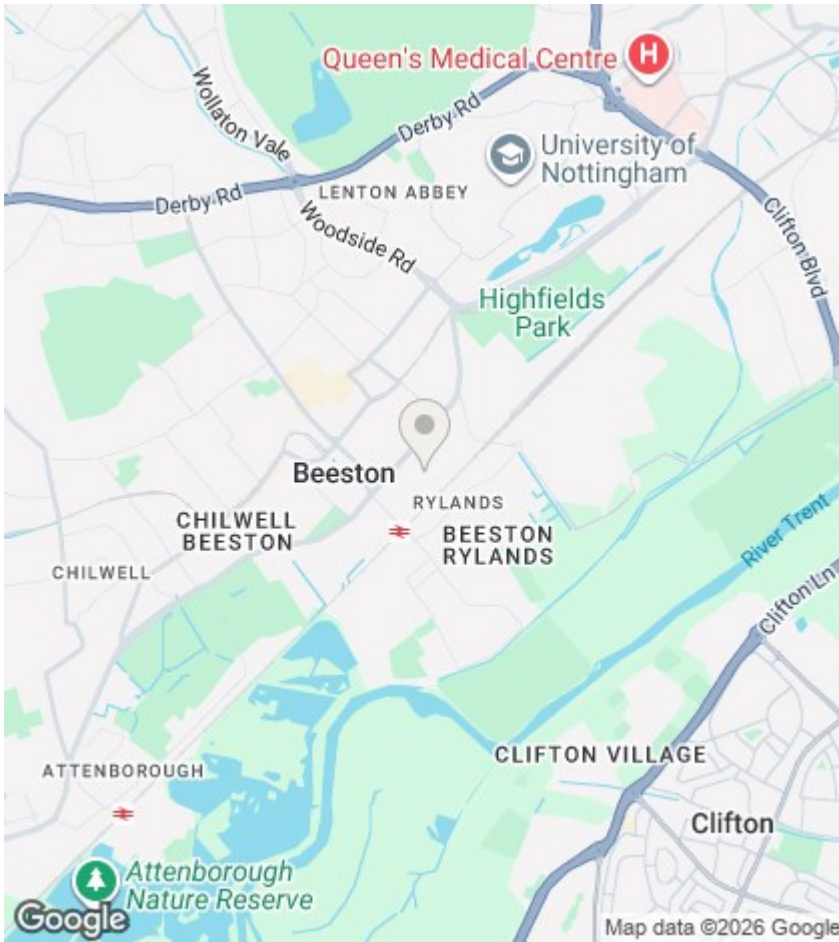 Queen's Medical Centre
H
Wollaton Vale
Derby Rd
University of
Nottingham
Derby Rd
LENTON ABBEY
Woodside Rd
Clifton Blvd
Highfields
Park
Beeston
RYLANDS
CHILWELL
BEESTON
BEESTON
RYLANDS
River Trent
CHILWELL
Clifton Ln
CLIFTON VILLAGE
ATTENBOROUGH
Clifton
Attenborough
Nature Reserve
Google
Map data ©2026 Google